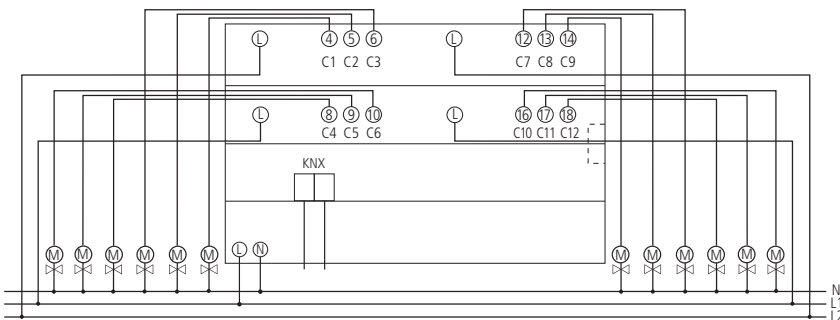 L 4 5 6 L 12 13 14
C1 C2 C3 C7 C8 C9
L 8 9 10 L 16 17 18
C4 C5 C6 C10 C11 C12
KNX
M M M M M M L N M M M M M M
N
L1
L2